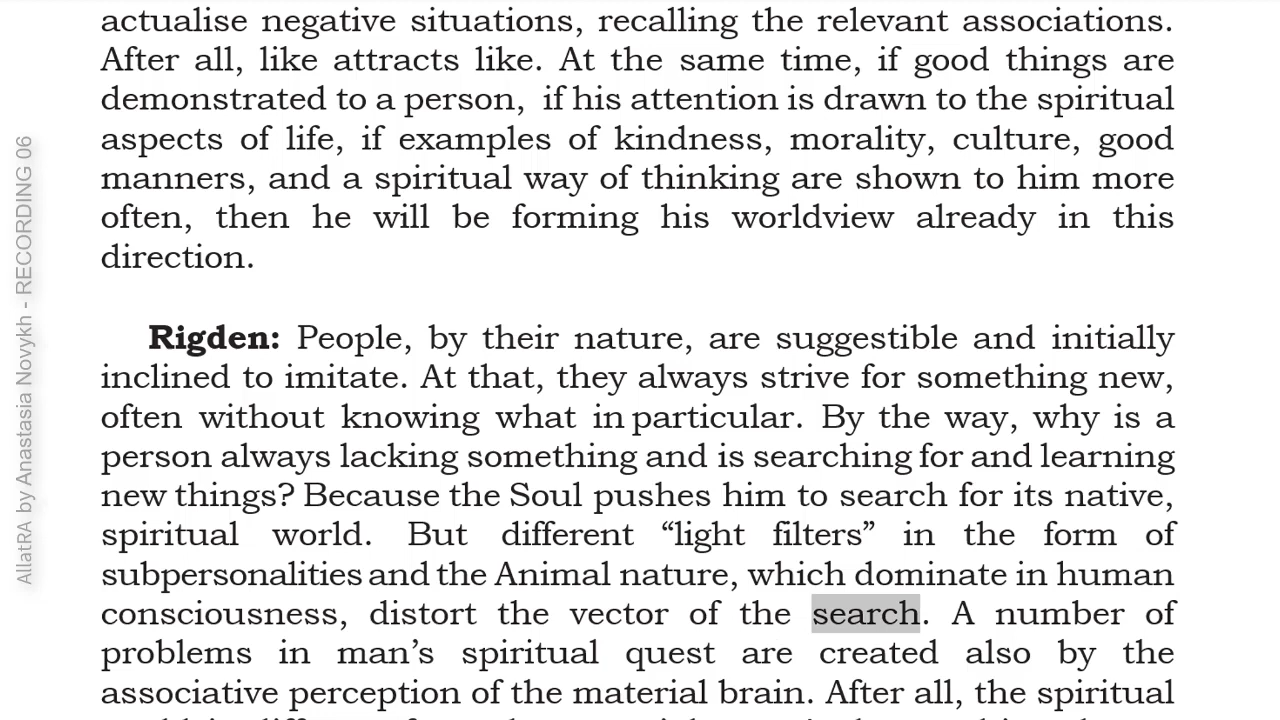 actualise negative situations, recalling the relevant associations.
After all, like attracts like. At the same time, if good things are
demonstrated to a person, if his attention is drawn to the spiritual
aspects of life, if examples of kindness, morality, culture, good
manners, and a spiritual way of thinking are shown to him more
often, then he will be forming his worldview already in this
direction.
Rigden: People, by their nature, are suggestible and initially
inclined to imitate. At that, they always strive for something new,
often without knowing what in particular. By the way, why is a
person always lacking something and is searching for and learning
new things? Because the Soul pushes him to search for its native,
spiritual world. But different “light filters” in the form of
subpersonalities and the Animal nature, which dominate in human
consciousness, distort the vector of the search. A number of
problems in man’s spiritual quest are created also by the
associative perception of the material brain. After all, the spiritual
AllatRA by Anastasia Novykh - RECORDING 06